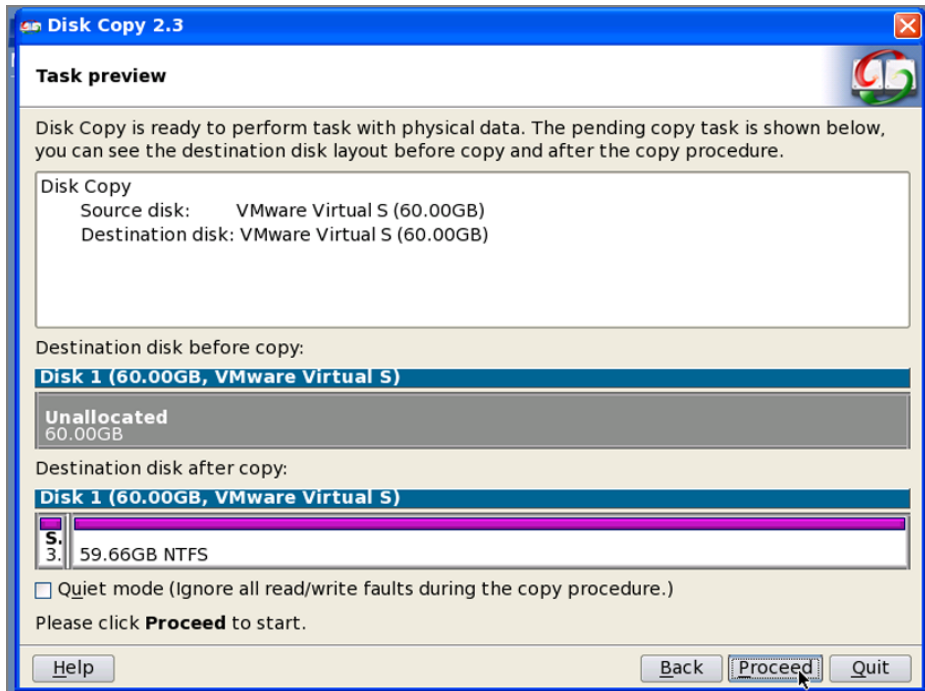 Disk Copy 2.3
Task preview
Disk Copy is ready to perform task with physical data. The pending copy task is shown below,
you can see the destination disk layout before copy and after the copy procedure.
Disk Copy
Source disk: VMware Virtual S (60.00GB)
Destination disk: VMware Virtual S (60.00GB)
Destination disk before copy:
Disk 1 (60.00GB, VMware Virtual S)
Unallocated
60.00GB
Destination disk after copy:
Disk 1 (60.00GB, VMware Virtual S)
S.
3. 59.66GB NTFS
Quiet mode (Ignore all read/write faults during the copy procedure.)
Please click Proceed to start.
Help Back Proceed Quit